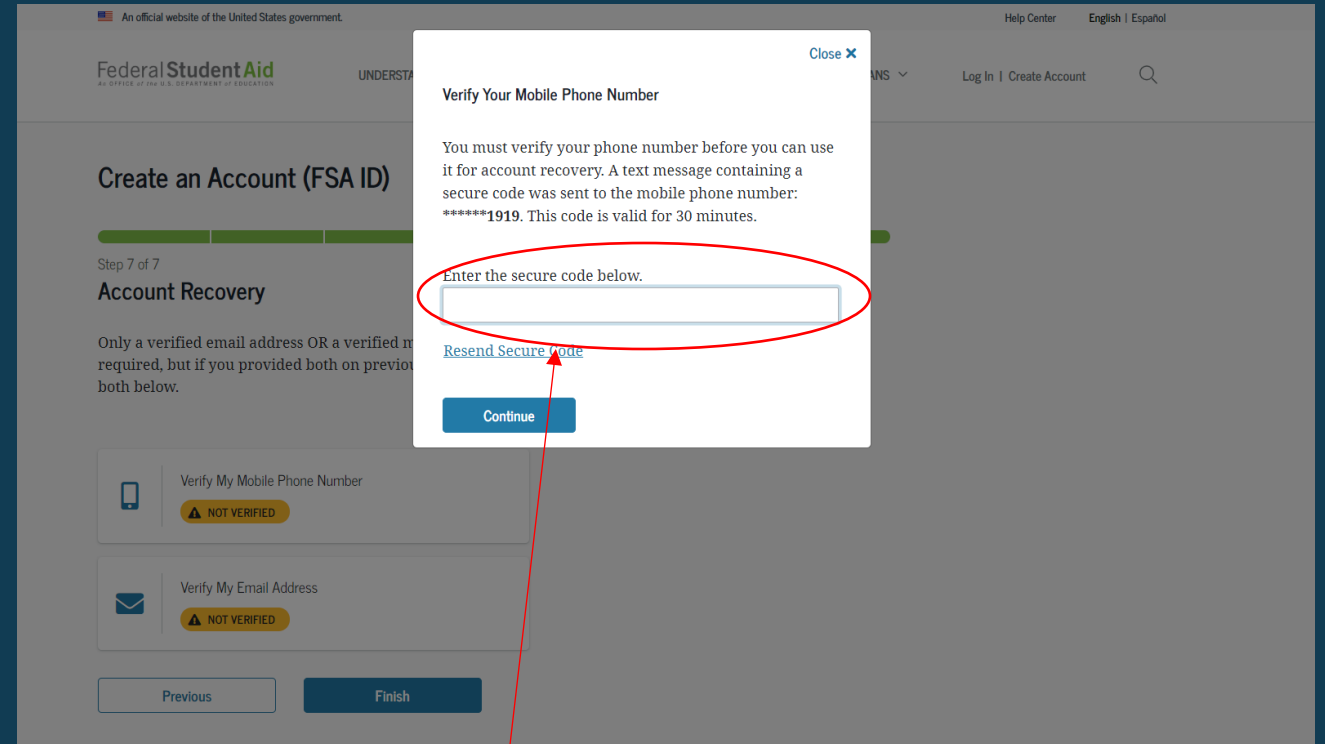 An official website of the United States government.
Help Center English | Español
Federal Student Aid
An OFFICE of the U.S. DEPARTMENT of EDUCATION
Log In | Create Account
Create an Account (FSA ID)
Step 7 of 7
Account Recovery
Only a verified email address OR a verified
required, but if you provided both on
both below.
Close
Verify Your Mobile Phone Number
You must verify your phone number before you can use
it for account recovery. A text message containing a
secure code was sent to the mobile phone number:
******1919. This code is valid for 30 minutes.
Enter the secure code below.
Resend Secure Code
Continue
Verify My Mobile Phone Number
NOT VERIFIED
Verify My Email Address
NOT VERIFIED
Previous
Finish